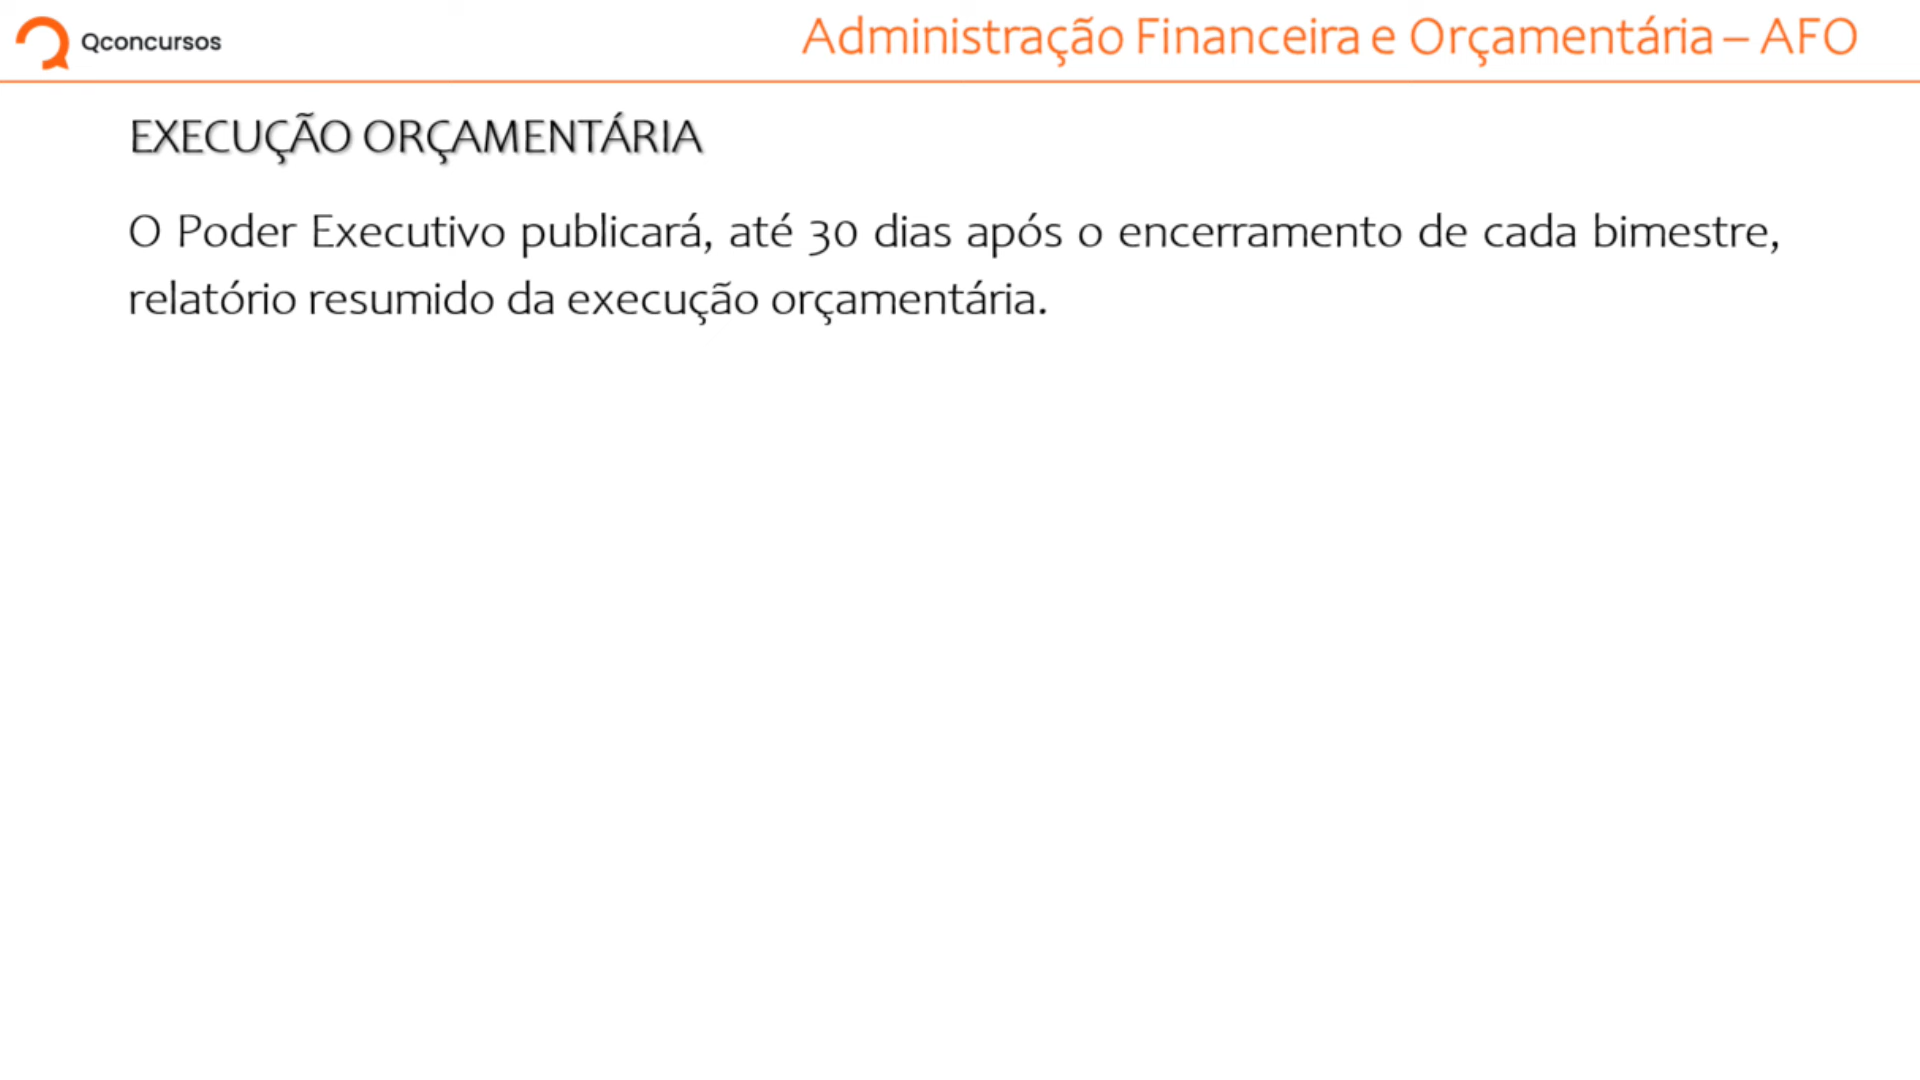 Qconcursos
Administração Financeira e Orçamentária – AFO
EXECUÇÃO ORÇAMENTÁRIA
O Poder Executivo publicará, até 30 dias após o encerramento de cada bimestre,
relatório resumido da execução orçamentária.